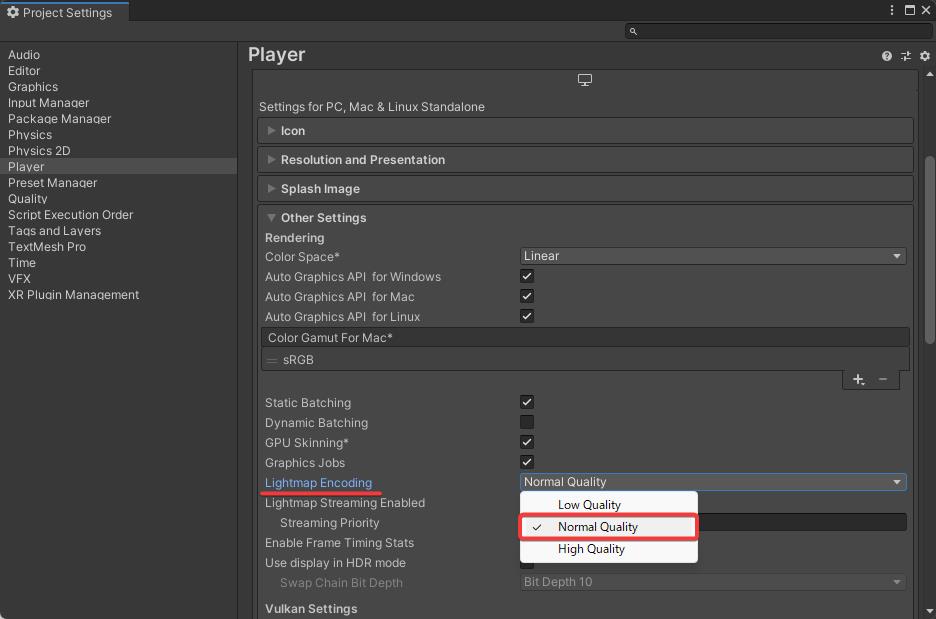 Project Settings
Audio
Editor
Graphics
Input Manager
Package Manager
Physics
Physics 2D
Player
Preset Manager
Quality
Script Execution Order
Tags and Layers
TextMesh Pro
Time
VFX
XR Plugin Management
Player
Settings for PC, Mac & Linux Standalone
Icon
Resolution and Presentation
Splash Image
Other Settings
Rendering
Color Space* Linear
Auto Graphics API for Windows
Auto Graphics API for Mac
Auto Graphics API for Linux
Color Gamut For Mac*
sRGB
Static Batching
Dynamic Batching
GPU Skinning*
Graphics Jobs
Lightmap Encoding Normal Quality
Low Quality
Normal Quality
High Quality
Lightmap Streaming Enabled
Streaming Priority
Enable Frame Timing Stats
Use display in HDR mode
Swap Chain Bit Depth Bit Depth 10
Vulkan Settings